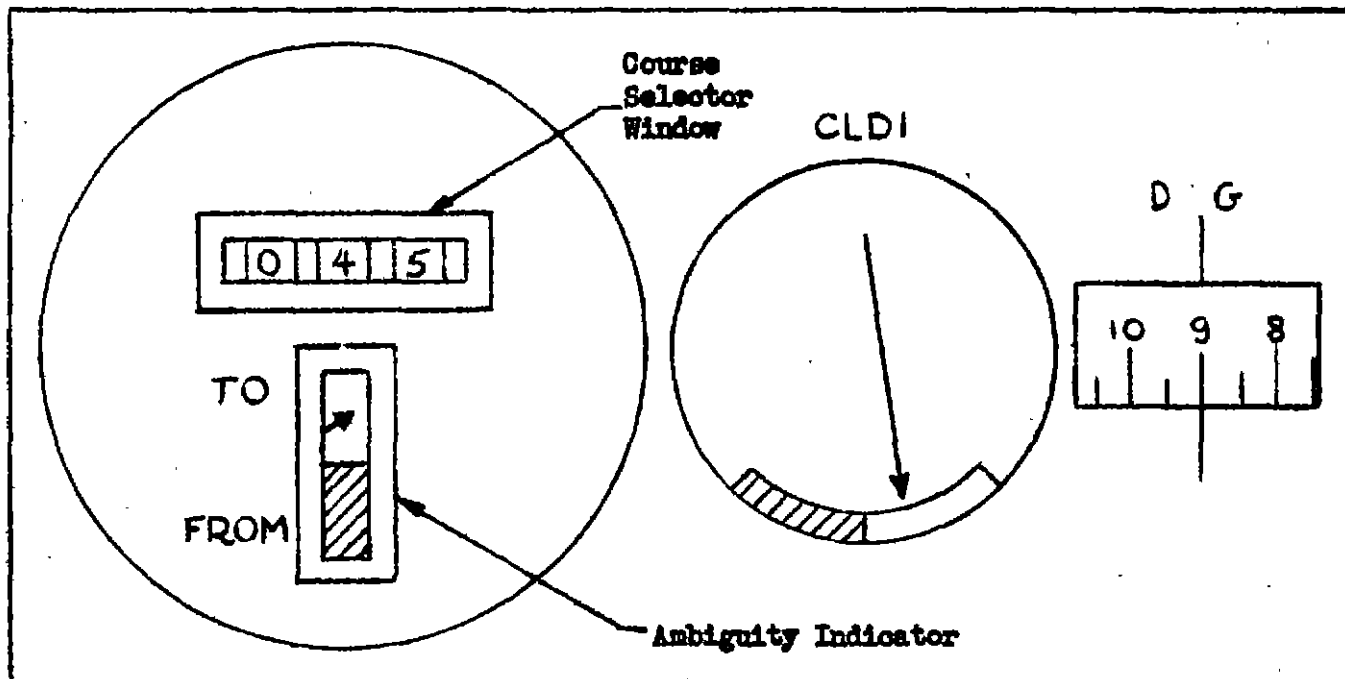 Course
Selector
Window
CLDI
D G
0 4 5
10 9 8
TO
FROM
Ambiguity Indicator